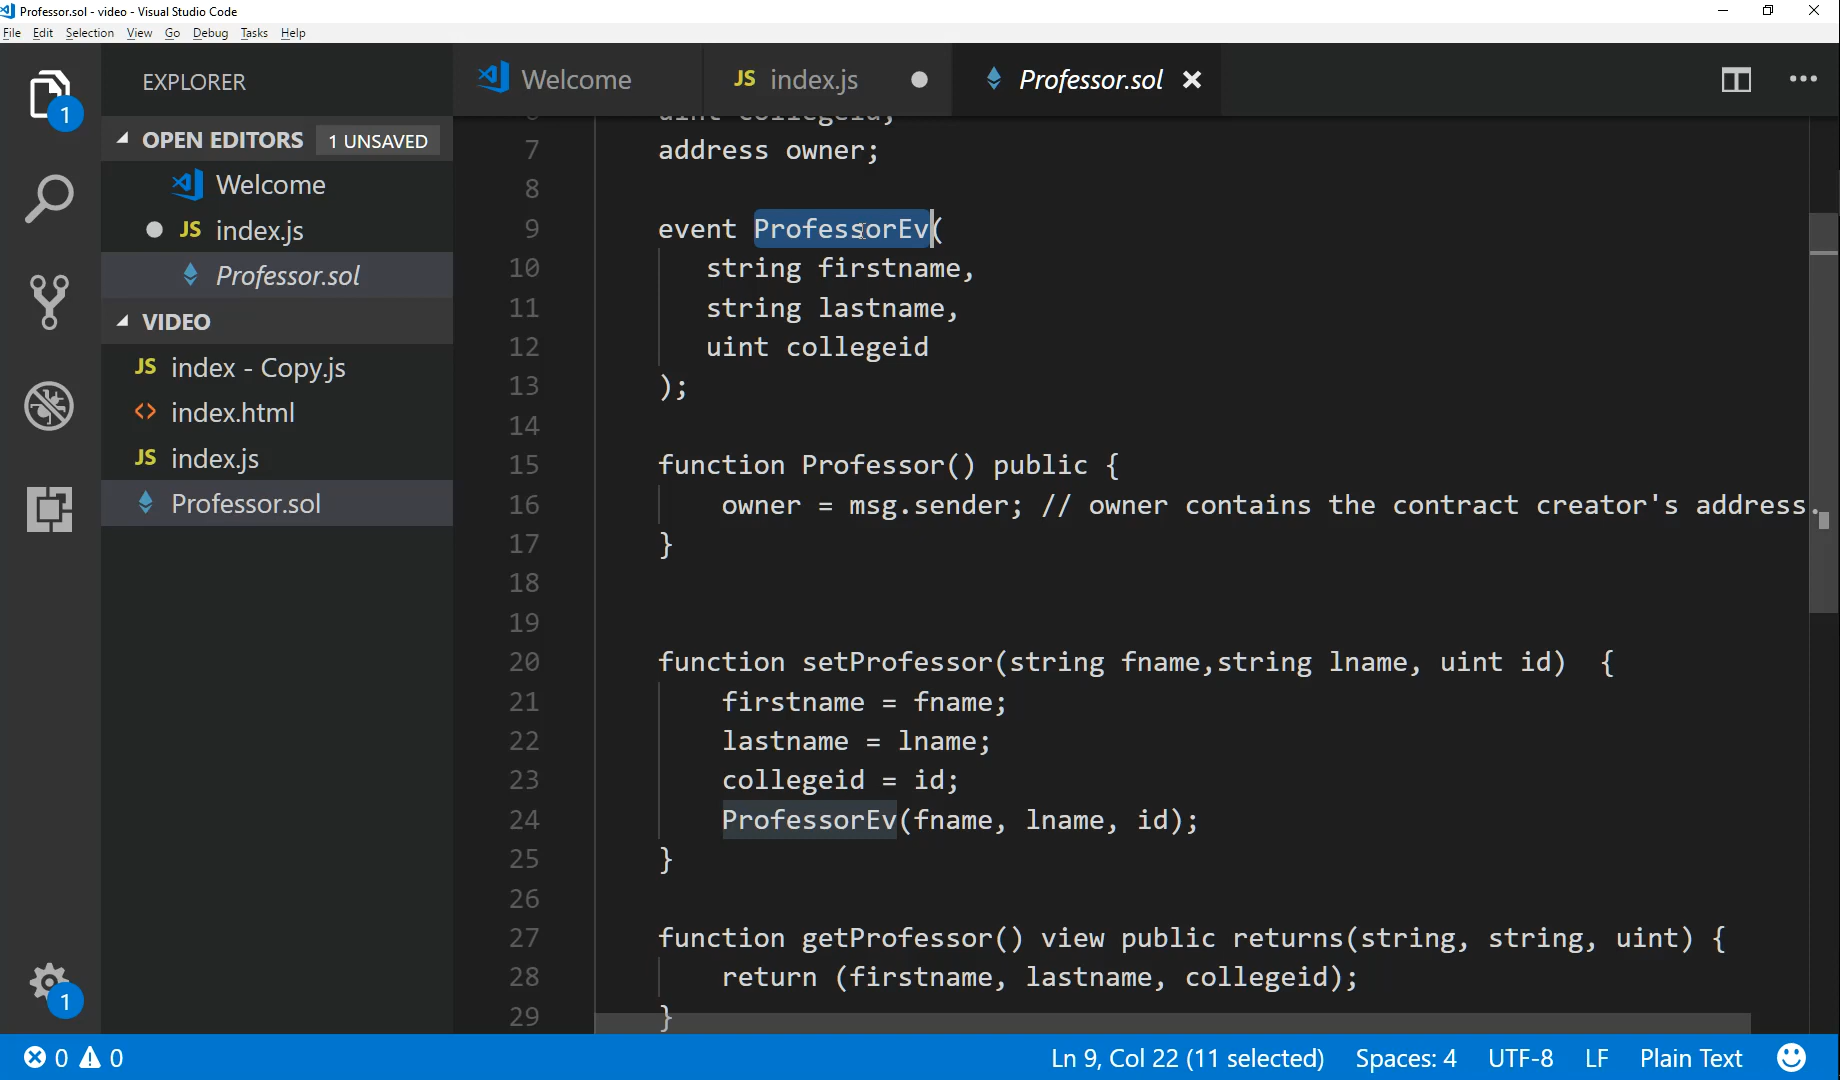 Professor.sol - video - Visual Studio Code
File Edit Selection View Go Debug Tasks Help
EXPLORER
OPEN EDITORS 1 UNSAVED
Welcome
JS index.js
Professor.sol
VIDEO
JS index - Copy.js
<> index.html
JS index.js
Professor.sol
1
1
Welcome JS index.js Professor.sol
uint collegeid;
7 address owner;
8
9 event ProfessorEv(
10 string firstname,
11 string lastname,
12 uint collegeid
13 );
14
15 function Professor() public {
16 owner = msg.sender; // owner contains the contract creator's address.
17 }
18
19
20 function setProfessor(string fname,string lname, uint id)  {
21 firstname = fname;
22 lastname = lname;
23 collegeid = id;
24 ProfessorEv(fname, lname, id);
25 }
26
27 function getProfessor() view public returns(string, string, uint) {
28 return (firstname, lastname, collegeid);
29 }
0 0 Ln 9, Col 22 (11 selected) Spaces: 4 UTF-8 LF Plain Text